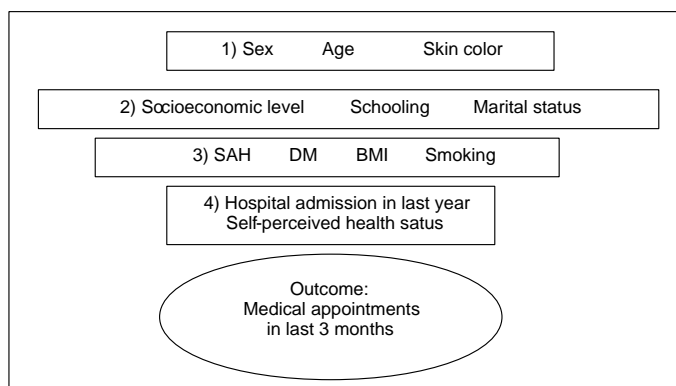 1) Sex Age Skin color
2) Socioeconomic level Schooling Marital status
3) SAH DM BMI Smoking
4) Hospital admission in last year
Self-perceived health satus
Outcome:
Medical appointments
in last 3 months